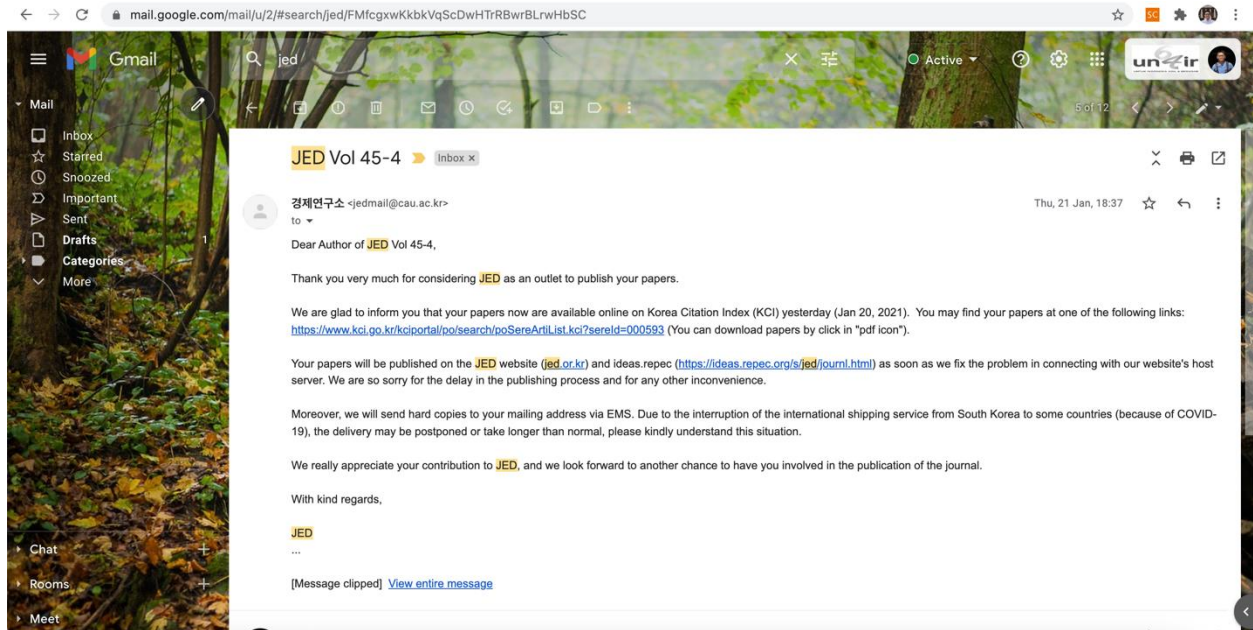 mail.google.com/mail/u/2/#search/jed/FMfcgxwKkbkVqScDwHTrRBwrBLrwHbSC
SC
Gmail
jed
Active
un air
Mail
5 of 12
Inbox
Starred
Snoozed
Important
Sent
Drafts 1
Categories
More
JED Vol 45-4 Inbox ×
경제연구소 <jedmail@cau.ac.kr>
Thu, 21 Jan, 18:37
to
Dear Author of JED Vol 45-4,
Thank you very much for considering JED as an outlet to publish your papers.
We are glad to inform you that your papers now are available online on Korea Citation Index (KCI) yesterday (Jan 20, 2021). You may find your papers at one of the following links:
https://www.kci.go.kr/kciportal/po/search/poSereArtiList.kci?sereId=000593 (You can download papers by click in "pdf icon").
Your papers will be published on the JED website (jed.or.kr) and ideas.repec (https://ideas.repec.org/s/jed/journl.html) as soon as we fix the problem in connecting with our website's host
server. We are so sorry for the delay in the publishing process and for any other inconvenience.
Moreover, we will send hard copies to your mailing address via EMS. Due to the interruption of the international shipping service from South Korea to some countries (because of COVID-
19), the delivery may be postponed or take longer than normal, please kindly understand this situation.
We really appreciate your contribution to JED, and we look forward to another chance to have you involved in the publication of the journal.
With kind regards,
JED
...
[Message clipped] View entire message
Chat
Rooms
Meet